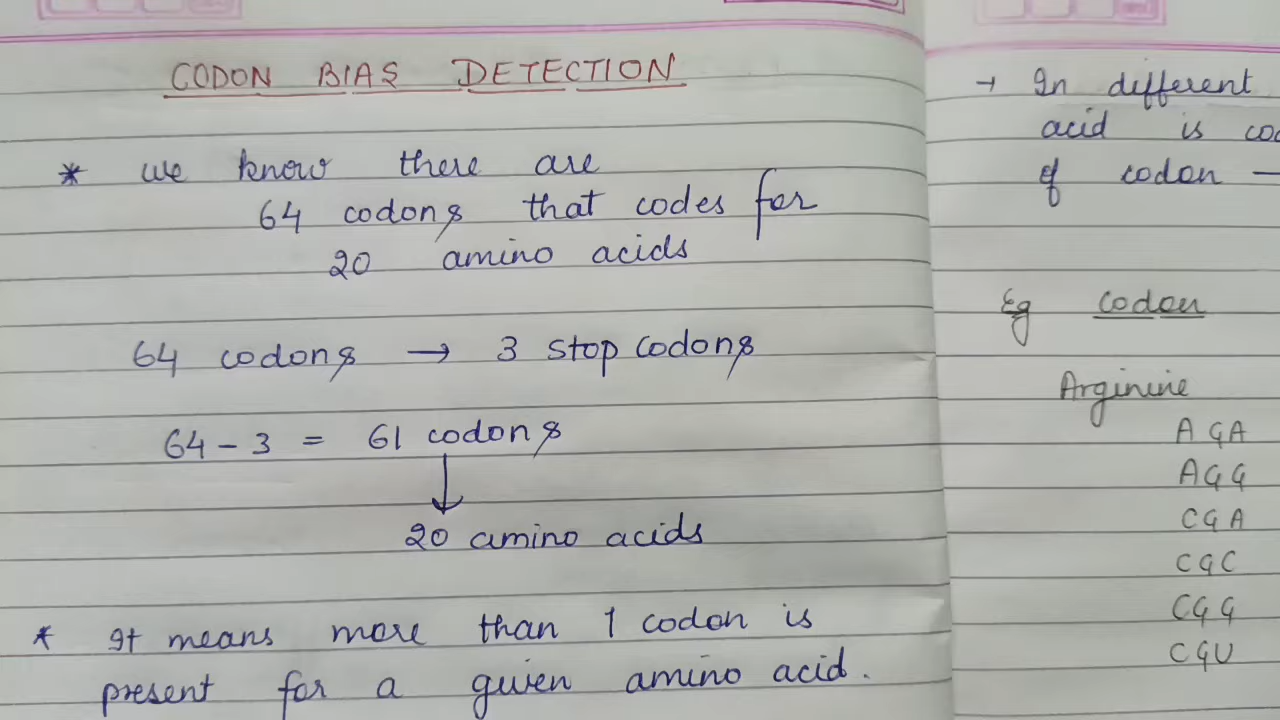 CODON BIAS DETECTION
* we know there are
64 codons that codes for
20 amino acids
64 codons → 3 stop codons
64 - 3 = 61 codons
↓
20 amino acids
* It means more than 1 codon is
present for a given amino acid.
→ In different
acid is
of codon —
Eg codon
Arginine
AGA
AGG
CGA
CGC
CGG
CGU